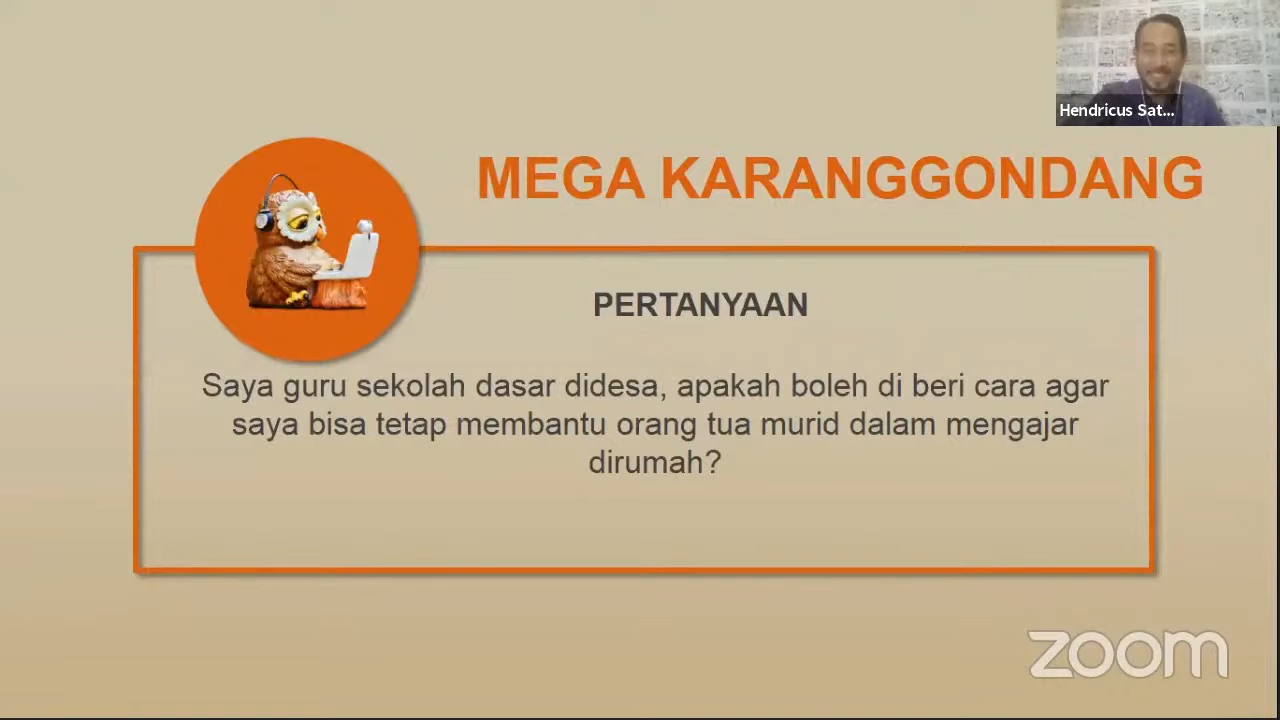 Hendricus Sat...
MEGA KARANGGONDANG
PERTANYAAN
Saya guru sekolah dasar didesa, apakah boleh di beri cara agar
saya bisa tetap membantu orang tua murid dalam mengajar
dirumah?
zoom